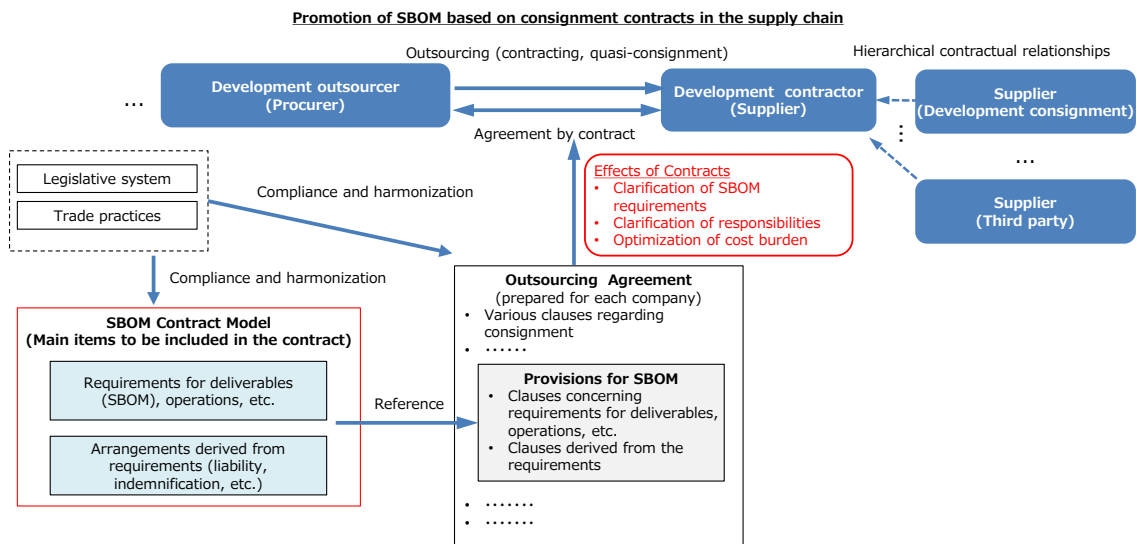 Promotion of SBOM based on consignment contracts in the supply chain
Outsourcing (contracting, quasi-consignment)
Hierarchical contractual relationships
Development outsourcer
(Procurer)
Development contractor
(Supplier)
Supplier
(Development consignment)
...
Agreement by contract
⋮
...
Supplier
(Third party)
Legislative system
Trade practices
Compliance and harmonization
Effects of Contracts
• Clarification of SBOM
requirements
• Clarification of responsibilities
• Optimization of cost burden
Compliance and harmonization
SBOM Contract Model
(Main items to be included in the contract)
Requirements for deliverables
(SBOM), operations, etc.
Arrangements derived from
requirements (liability,
indemnification, etc.)
Reference
Outsourcing Agreement
(prepared for each company)
• Various clauses regarding
consignment
• ……
Provisions for SBOM
• Clauses concerning
requirements for deliverables,
operations, etc.
• Clauses derived from the
requirements
• …….
• …….